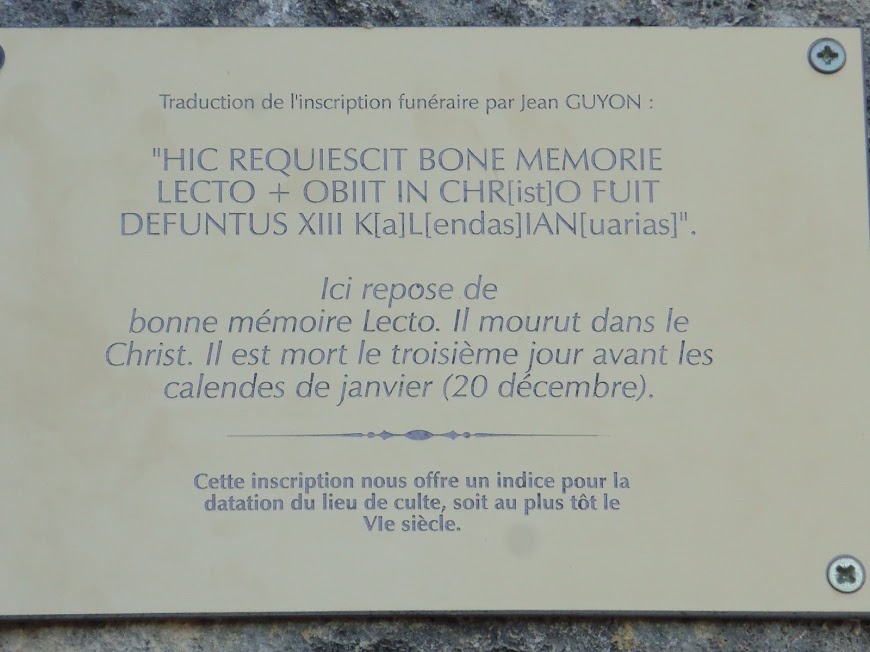 Traduction de l'inscription funéraire par Jean GUYON :
"HIC REQUIESCIT BONE MEMORIE
LECTO + OBIIT IN CHR[ist]O FUIT
DEFUNTUS XIII K[a]L[endas]IAN[uarias]".
Ici repose de
bonne mémoire Lecto. Il mourut dans le
Christ. Il est mort le troisième jour avant les
calendes de janvier (20 décembre).
Cette inscription nous offre un indice pour la
datation du lieu de culte, soit au plus tôt le
VIe siècle.